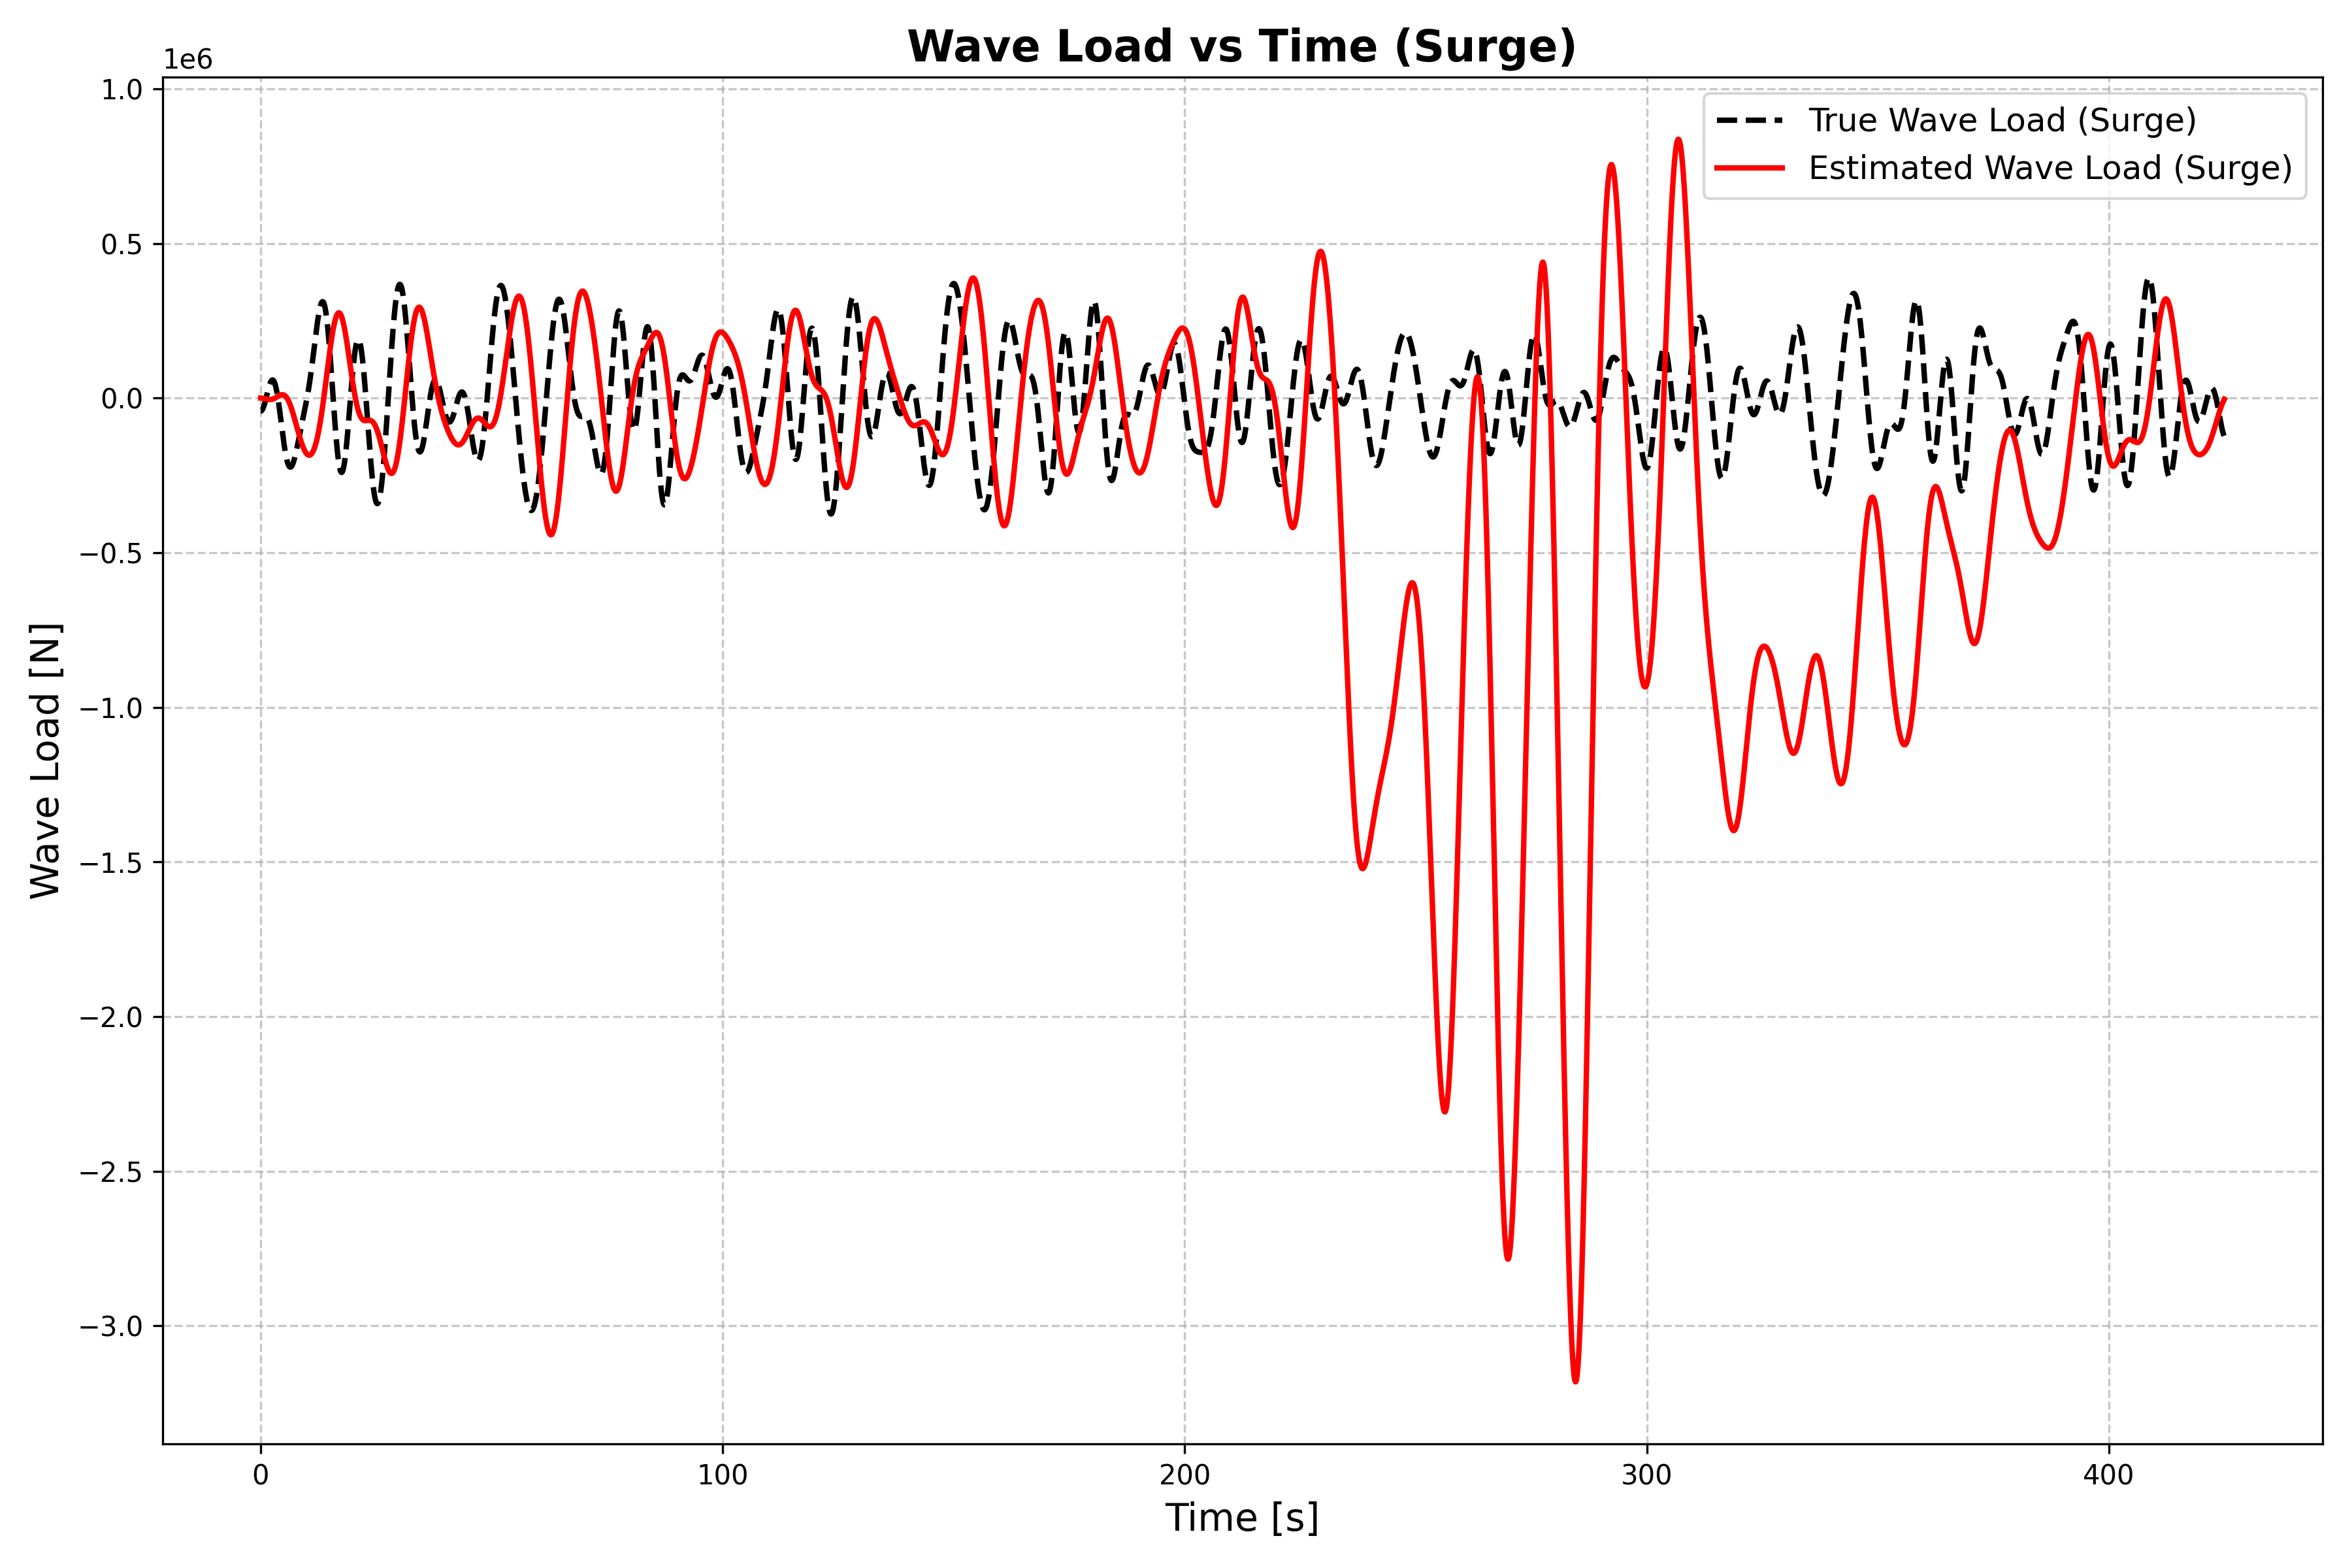 Wave Load vs Time (Surge)
1e6
True Wave Load (Surge)
Estimated Wave Load (Surge)
Wave Load [N]
1.0
0.5
0.0
−0.5
−1.0
−1.5
−2.0
−2.5
−3.0
0 100 200 300 400
Time [s]